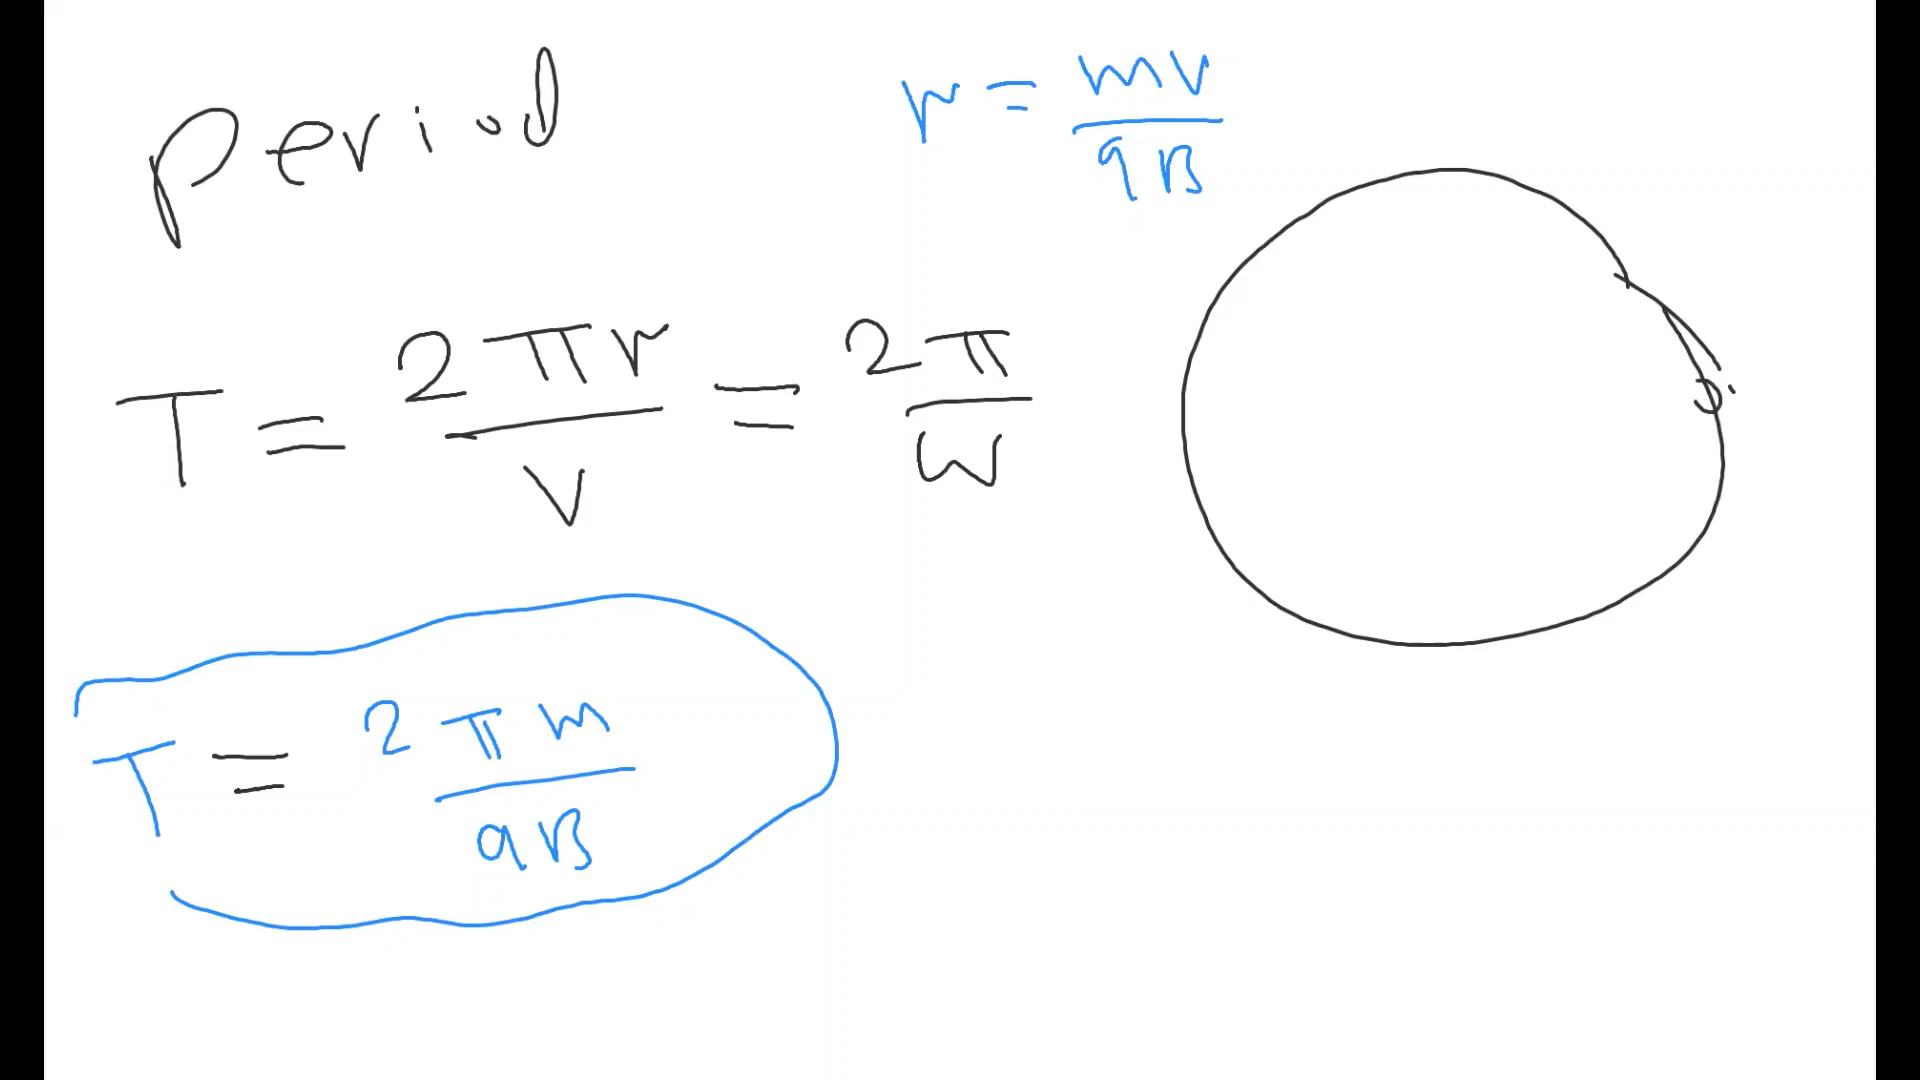 period
r = mv / qB
T = 2πr / v = 2π / w
T = 2πm / qB